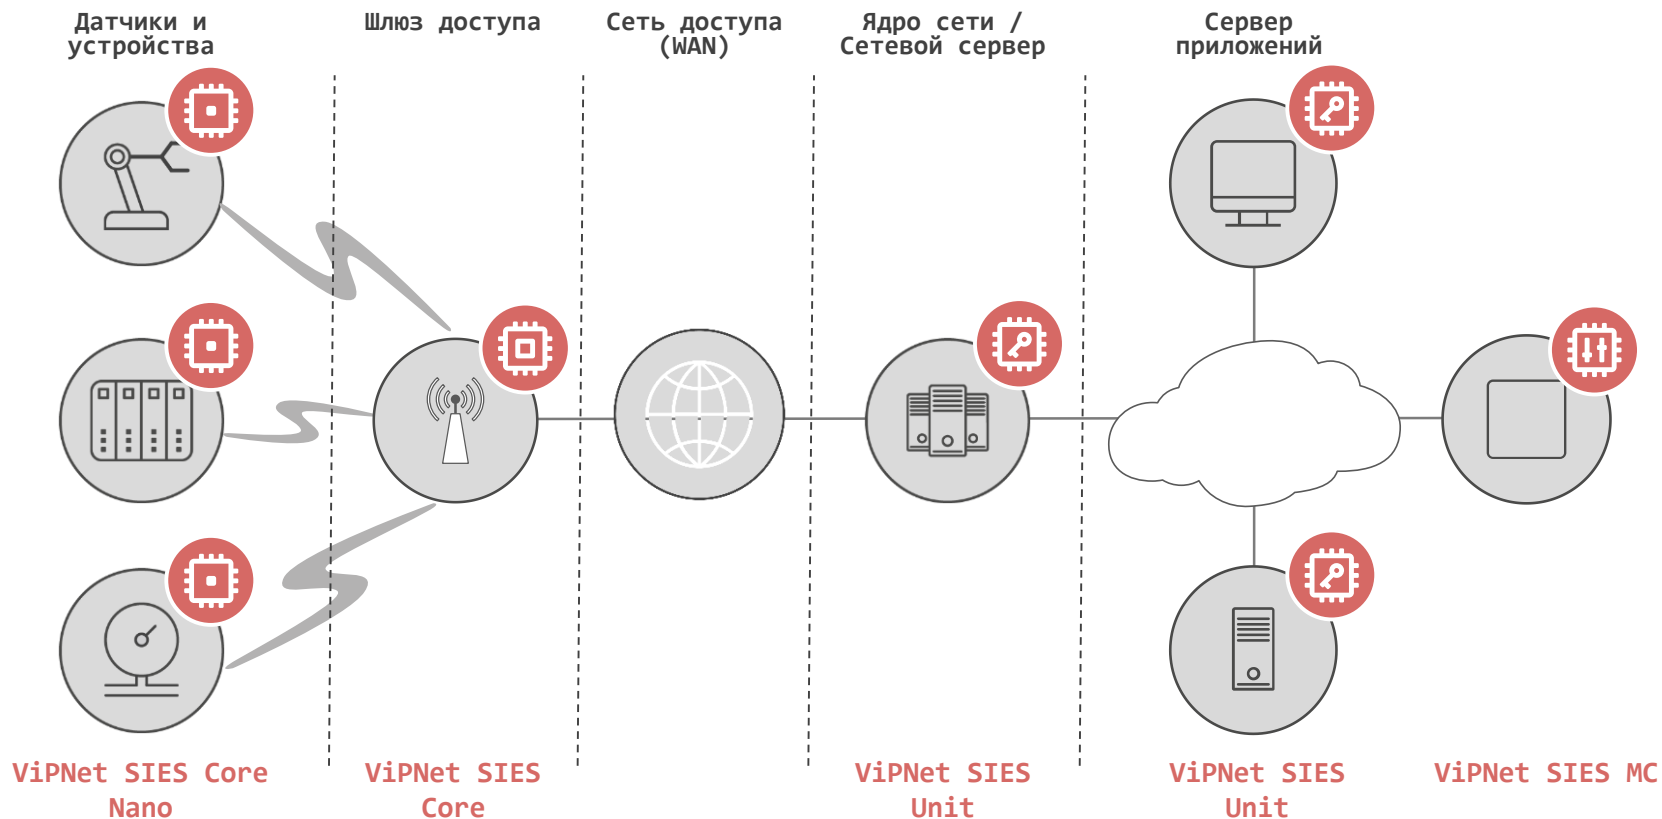 Датчики и
устройства
Шлюз доступа
Сеть доступа
(WAN)
Ядро сети /
Сетевой сервер
Сервер
приложений
ViPNet SIES Core
Nano
ViPNet SIES
Core
ViPNet SIES
Unit
ViPNet SIES
Unit
ViPNet SIES MC